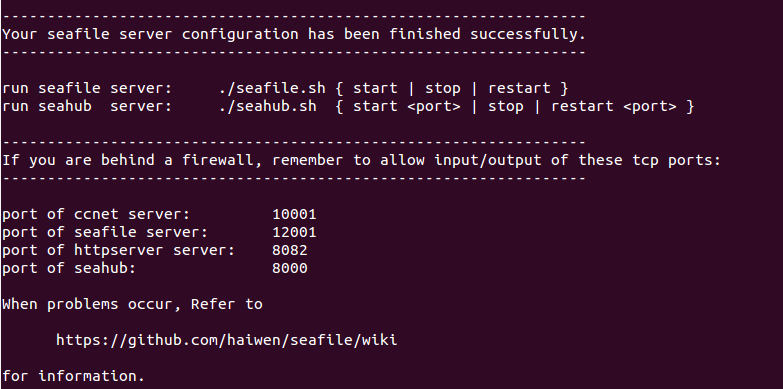 -----------------------------------------------------------------
Your seafile server configuration has been finished successfully.
-----------------------------------------------------------------
run seafile server:     ./seafile.sh { start | stop | restart }
run seahub  server:     ./seahub.sh  { start <port> | stop | restart <port> }
-----------------------------------------------------------------
If you are behind a firewall, remember to allow input/output of these tcp ports:
-----------------------------------------------------------------
port of ccnet server:         10001
port of seafile server:       12001
port of httpserver server:    8082
port of seahub:               8000
When problems occur, Refer to
      https://github.com/haiwen/seafile/wiki
for information.